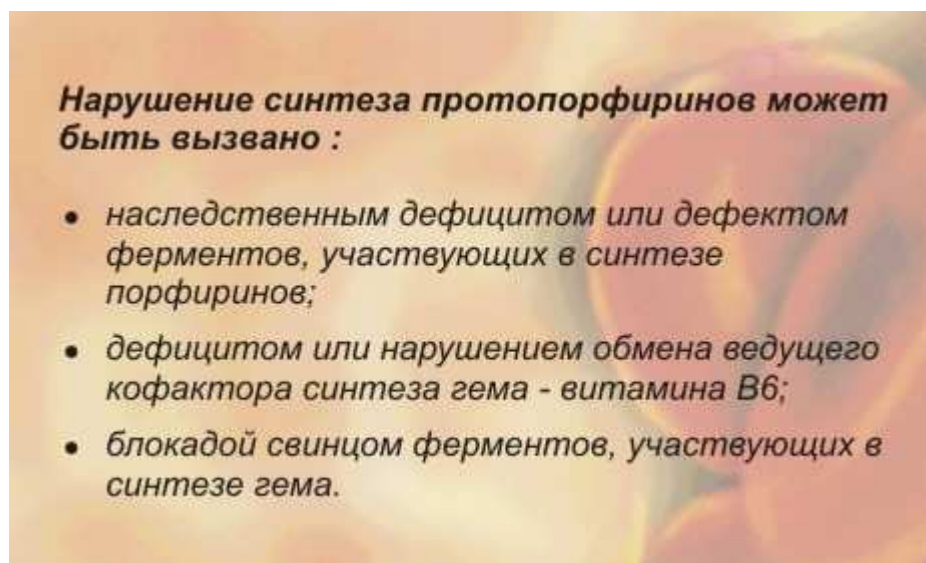 Нарушение синтеза протопорфиринов может
быть вызвано :
• наследственным дефицитом или дефектом
ферментов, участвующих в синтезе
порфиринов;
• дефицитом или нарушением обмена ведущего
кофактора синтеза гема - витамина В6;
• блокадой свинцом ферментов, участвующих в
синтезе гема.